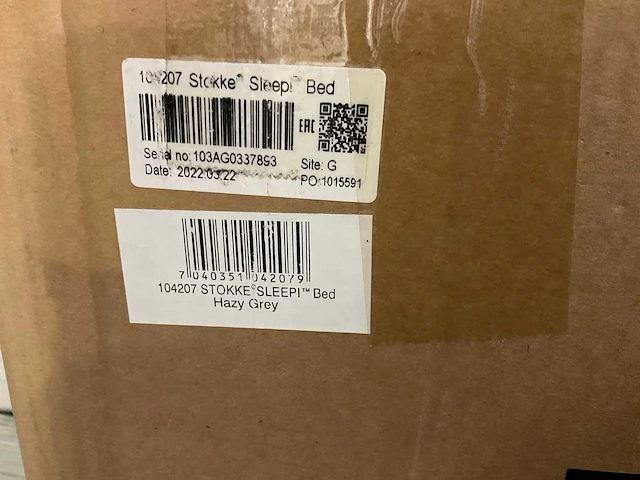 104207 Stokke® Sleepi™ Bed
EAC
Serial no: 103AG0337893
Site: G
Date: 2022.03.22
PO:1015591
7 040351 042079
104207 STOKKE® SLEEPI™ Bed
Hazy Grey